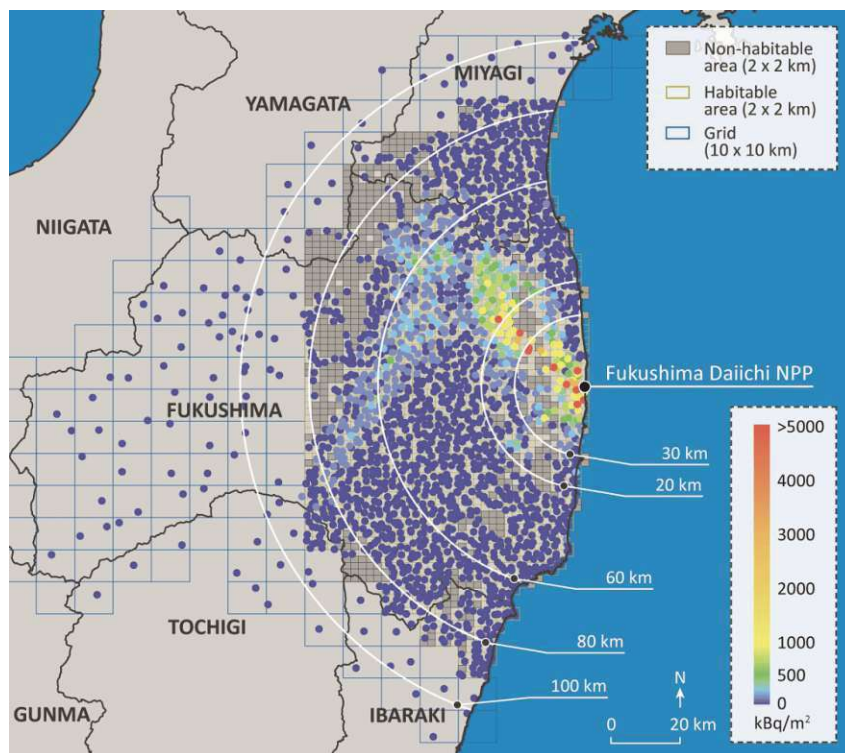 MIYAGI
Non-habitable
area (2 x 2 km)
Habitable
area (2 x 2 km)
Grid
(10 x 10 km)
YAMAGATA
NIIGATA
Fukushima Daiichi NPP
FUKUSHIMA
>5000
4000
3000
2000
1000
500
0
kBq/m²
30 km
20 km
60 km
80 km
100 km
TOCHIGI
GUNMA
IBARAKI
N
0 20 km